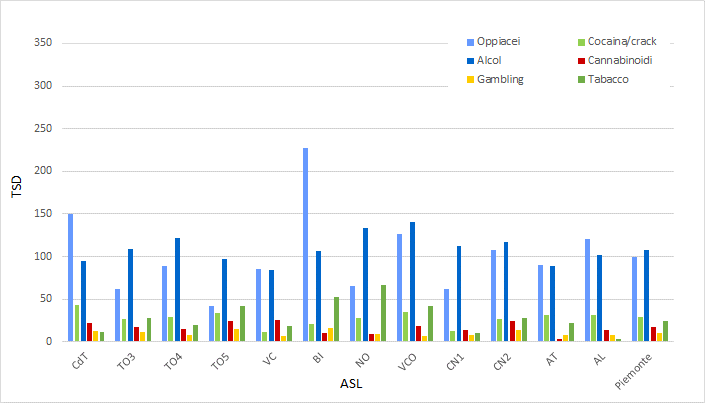 350
300
250
200
150
100
50
0
TSD
Oppiacei
Cocaina/crack
Alcol
Cannabinoidi
Gambling
Tabacco
CdT
TO3
TO4
TO5
VC
BI
NO
VCO
CN1
CN2
AT
AL
Piemonte
ASL